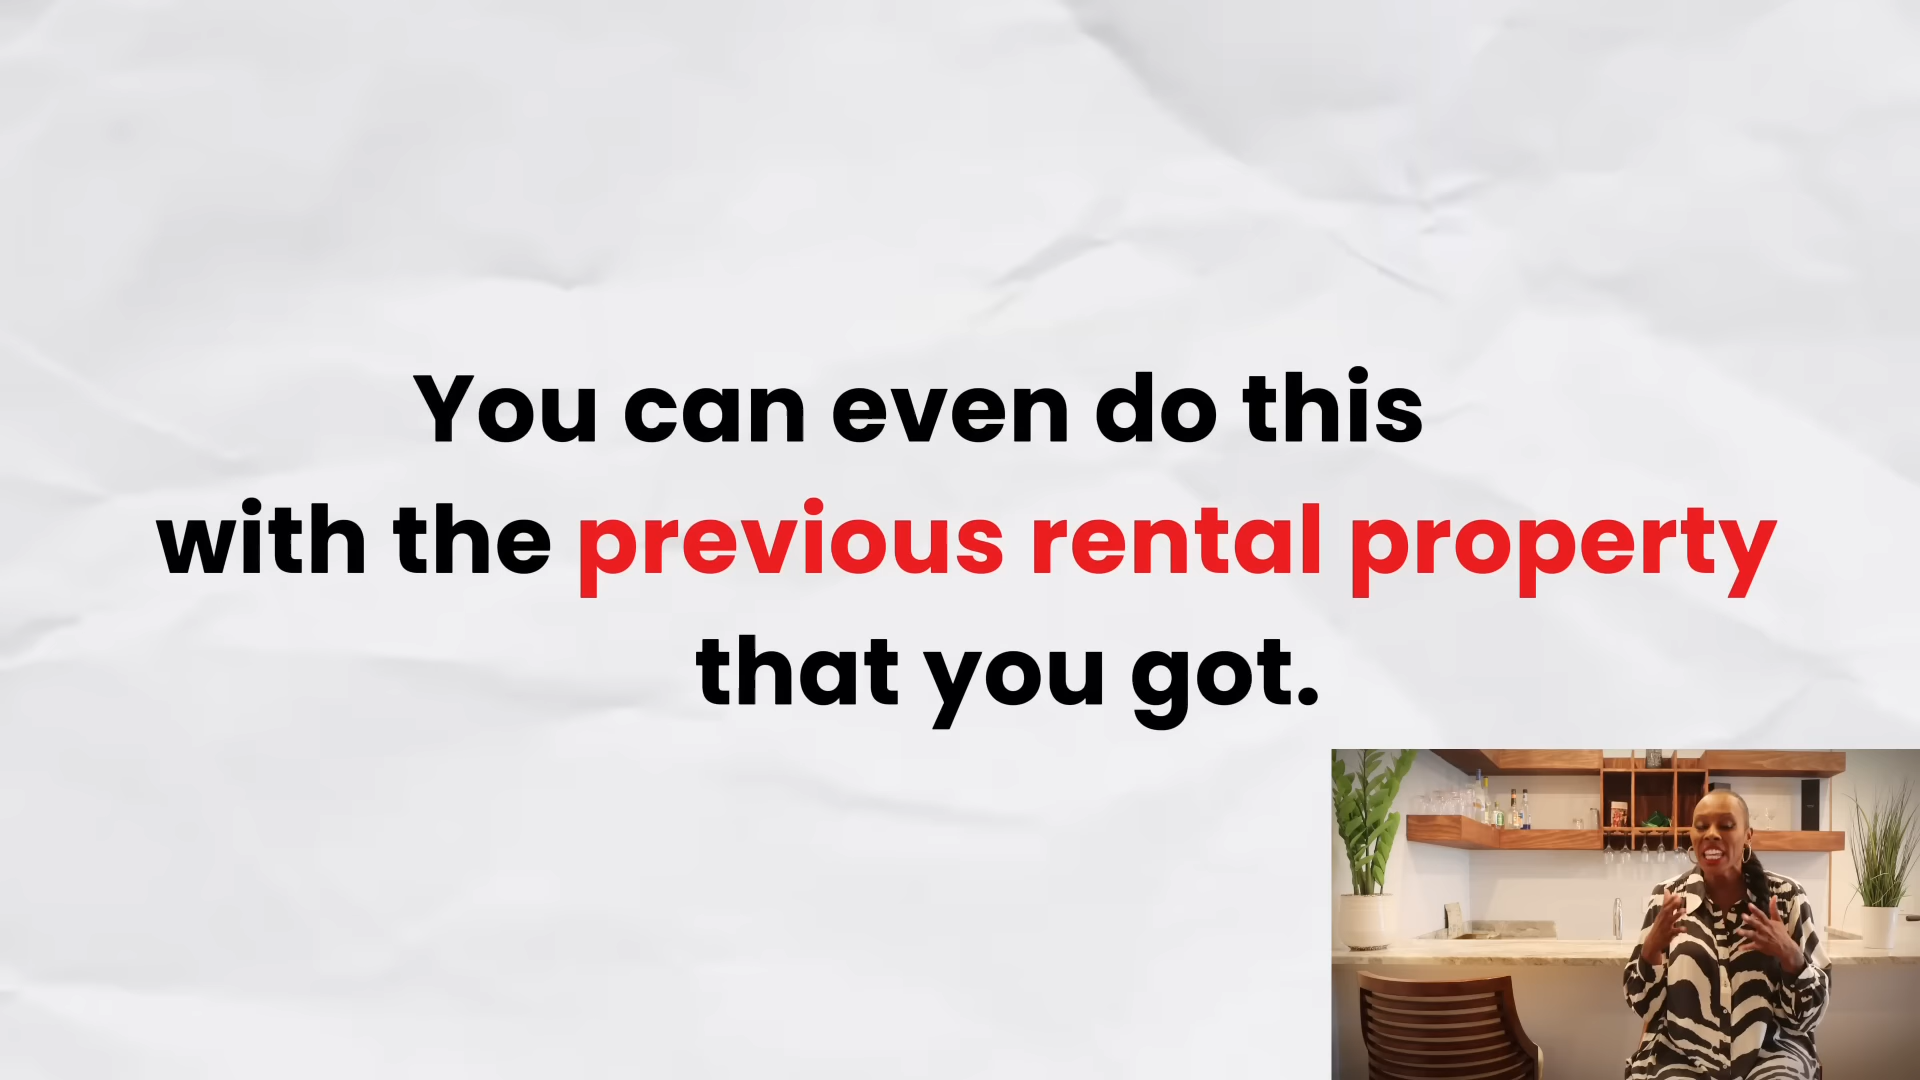 You can even do this
with the previous rental property
that you got.